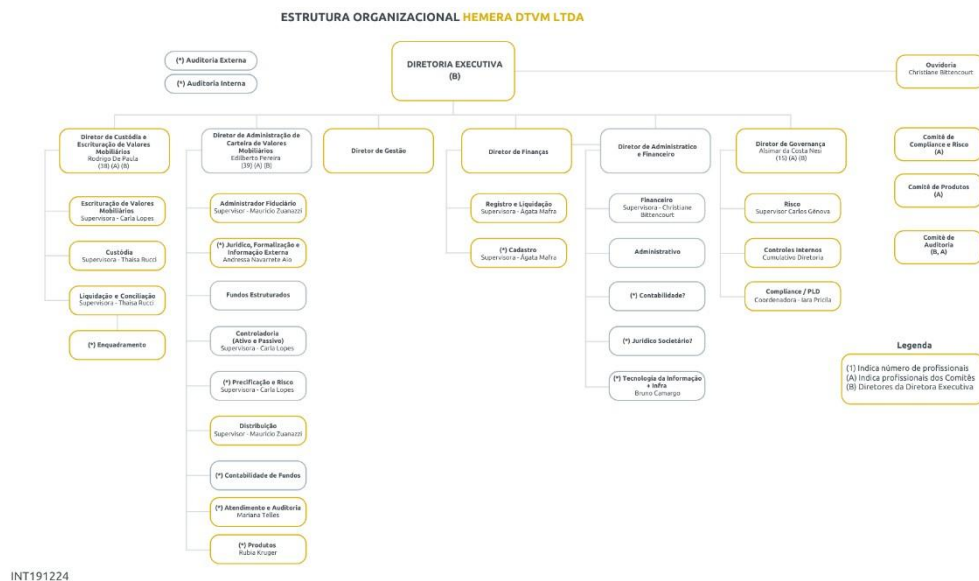 ESTRUTURA ORGANIZACIONAL HEMERA DTVM LTDA
(*) Auditoria Externa
(*) Auditoria Interna
DIRETORIA EXECUTIVA
(B)
Ouvidoria
Christiane Bittencourt
Diretor de Custódia e
Escrituração de Valores
Mobiliários
Rodrigo De Paula
(38) (A) (B)
Escrituração de Valores
Mobiliários
Supervisora - Carla Lopes
Custódia
Supervisora - Thaisa Rucci
Liquidação e Conciliação
Supervisora - Thaisa Rucci
(*) Enquadramento
Diretor de Administração de
Carteira de Valores
Mobiliários
Edilberto Pereira
(39) (A) (B)
Administrador Fiduciário
Supervisor - Mauricio Zuanazzi
(*) Jurídico, Formalização e
Informação Externa
Andressa Navarrete Aio
Fundos Estruturados
Controladoria
(Ativo e Passivo)
Supervisora - Carla Lopes
(*) Precificação e Risco
Supervisora - Carla Lopes
Distribuição
Supervisor - Mauricio Zuanazzi
(*) Contabilidade de Fundos
(*) Atendimento e Auditoria
Mariana Telles
(*) Produtos
Rubia Kruger
Diretor de Gestão
Diretor de Finanças
Registro e Liquidação
Supervisora - Ágata Mafra
(*) Cadastro
Supervisora - Ágata Mafra
Diretor de Administrativo
e Financeiro
Financeiro
Supervisora - Christiane
Bittencourt
Administrativo
(*) Contabilidade?
(*) Jurídico Societário?
(*) Tecnologia da Informação
+ Infra
Bruno Camargo
Diretor de Governança
Alsimar da Costa Nesi
(15) (A) (B)
Risco
Supervisor Carlos Gênova
Controles Internos
Cumulativo Diretoria
Compliance / PLD
Coordenadora - Iara Pricila
Comitê de
Compliance e Risco
(A)
Comitê de Produtos
(A)
Comitê de
Auditoria
(B, A)
Legenda
(1) Indica número de profissionais
(A) Indica profissionais dos Comitês
(B) Diretores da Diretora Executiva
INT191224